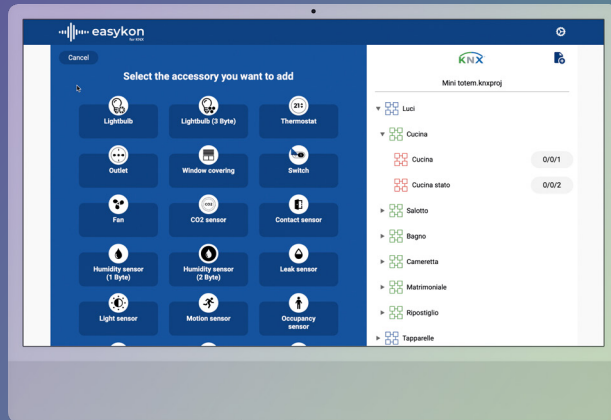 easykon
for KNX
Cancel
Select the accessory you want to add
Lightbulb
Lightbulb (3 Byte)
21
Thermostat
Outlet
Window covering
Switch
Fan
CO2
CO2 sensor
Contact sensor
Humidity sensor
(1 Byte)
Humidity sensor
(2 Byte)
Leak sensor
Light sensor
Motion sensor
Occupancy
sensor
KNX
Mini totem.knxproj
Luci
Cucina
Cucina 0/0/1
Cucina stato 0/0/2
Salotto
Bagno
Cameretta
Matrimoniale
Ripostiglio
Tapparelle